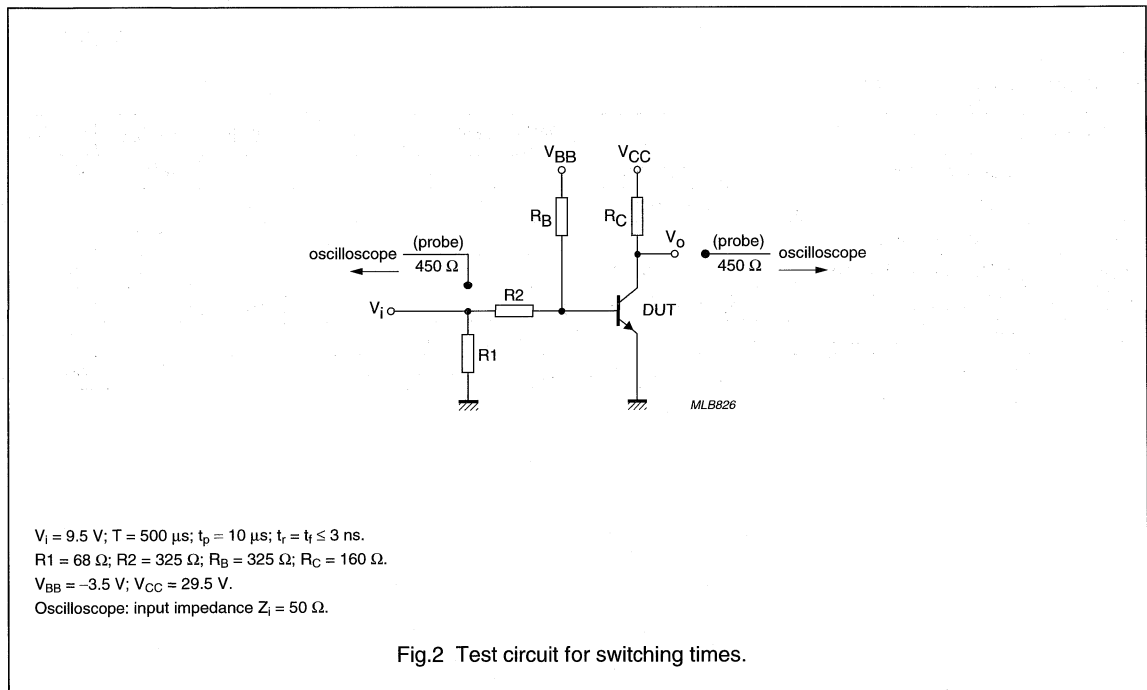 V_BB
V_CC
R_B
R_C
V_o
oscilloscope
(probe)
450 Ω
(probe)
450 Ω
oscilloscope
R2
V_i
DUT
R1
MLB826
V_i = 9.5 V; T = 500 μs; t_p = 10 μs; t_r = t_f ≤ 3 ns.
R1 = 68 Ω; R2 = 325 Ω; R_B = 325 Ω; R_C = 160 Ω.
V_BB = −3.5 V; V_CC = 29.5 V.
Oscilloscope: input impedance Z_i = 50 Ω.
Fig.2 Test circuit for switching times.